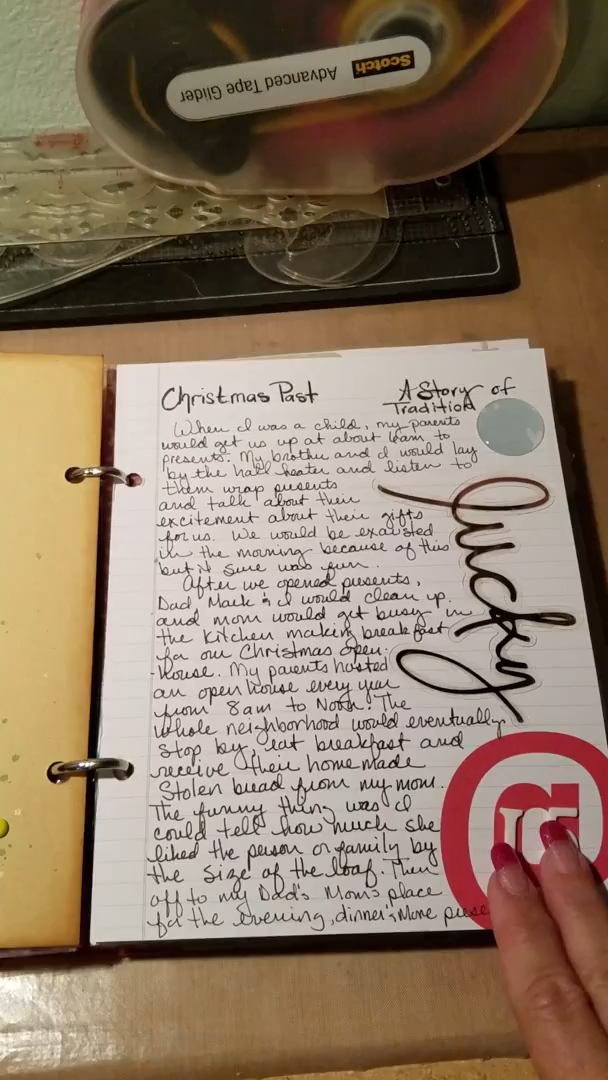 Scotch
Advanced Tape Glider
Christmas Past
A Story of
Tradition
When I was a child, my parents
would get us up at about 6am to
presents. My brother and I would lay
by the hall heater and listen to
them wrap presents
and talk about their
excitement about their gifts
for us. We would be exausted
in the morning because of this
but it sure was fun.
After we opened presents,
Dad, Mark & I would clean up
and mom would get busy in
the kitchen making breakfast
for our Christmas open
house. My parents hosted
an open house every year
from 8am to Noon. The
whole neighborhood would eventually
stop by, eat breakfast and
receive their homemade
Stolen bread from my mom.
The funny thing was I
could tell how much she
liked the person or family by
the size of the loaf. Then
off to my Dad's Mom's place
for the evening, dinner & More
lucky